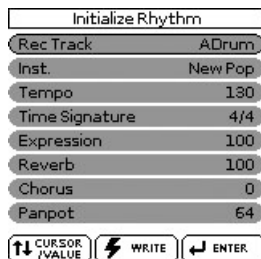 Initialize Rhythm
Rec Track ADrum
Inst. New Pop
Tempo 130
Time Signature 4/4
Expression 100
Reverb 100
Chorus 0
Panpot 64
CURSOR /VALUE WRITE ENTER